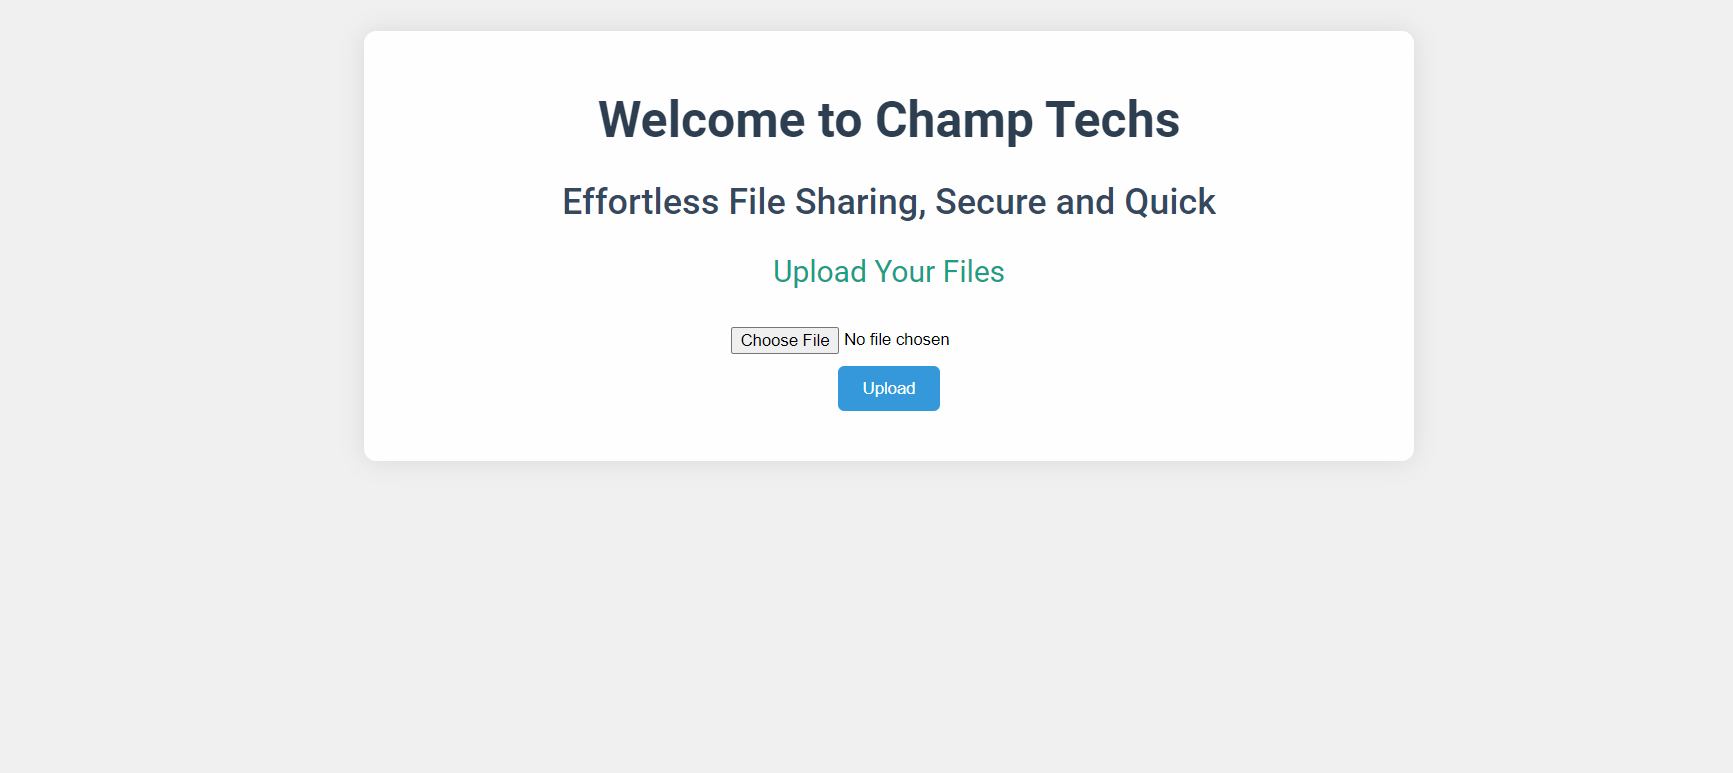 Welcome to Champ Techs
Effortless File Sharing, Secure and Quick
Upload Your Files
Choose File No file chosen
Upload